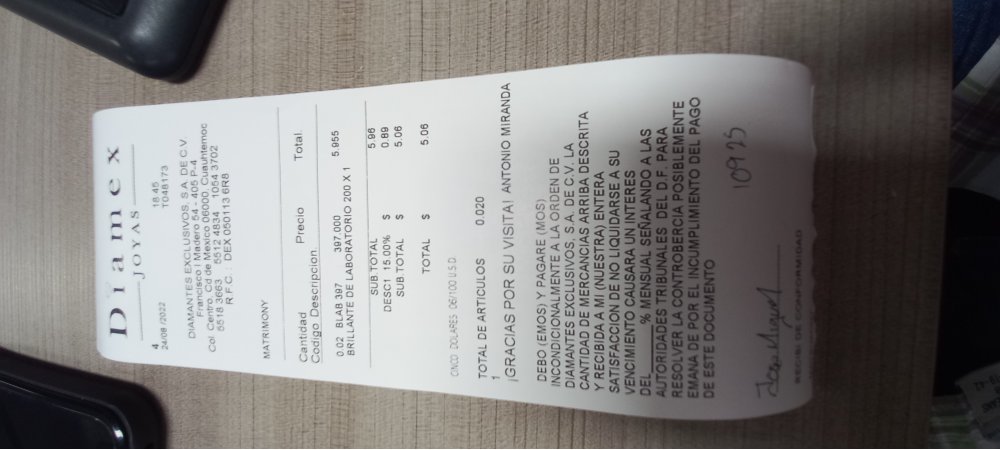 Diamex
JOYAS
4 18:45
24/08/2022 T048173
DIAMANTES EXCLUSIVOS, S.A. DE C.V.
Francisco I Madero 54 - 405 P-4
Col. Centro, Cd de Mexico 06000, Cuauhtemoc
5518 3663 5512 4834 1054 3702
R.F.C.: DEX 050113 6R8
MATRIMONY
Cantidad Precio Total.
Codigo Descripcion
0.02 BLAB 397 397.000 5.955
BRILLANTE DE LABORATORIO 200 X 1
SUB.TOTAL 5.96
DESC1 15.00% $ 0.89
SUB.TOTAL $ 5.06
TOTAL $ 5.06
CINCO DOLARES 06/100 U.S.D.
TOTAL DE ARTICULOS 0.020
1
¡GRACIAS POR SU VISITA! ANTONIO MIRANDA
DEBO (EMOS) Y PAGARE (MOS)
INCONDICIONALMENTE A LA ORDEN DE
DIAMANTES EXCLUSIVOS, S.A. DE C.V. LA
CANTIDAD DE MERCANCIAS ARRIBA DESCRITA
Y RECIBIDA A MI (NUESTRA) ENTERA
SATISFACCION DE NO LIQUIDARSE A SU
VENCIMIENTO CAUSARA UN INTERES
DEL______% MENSUAL SEÑALANDO A LAS
AUTORIDADES TRIBUNALES DEL D.F. PARA
RESOLVER LA CONTROBERCIA POSIBLEMENTE
EMANA DE POR EL INCUMPLIMIENTO DEL PAGO
DE ESTE DOCUMENTO
109.25
RECIBI DE CONFORMIDAD